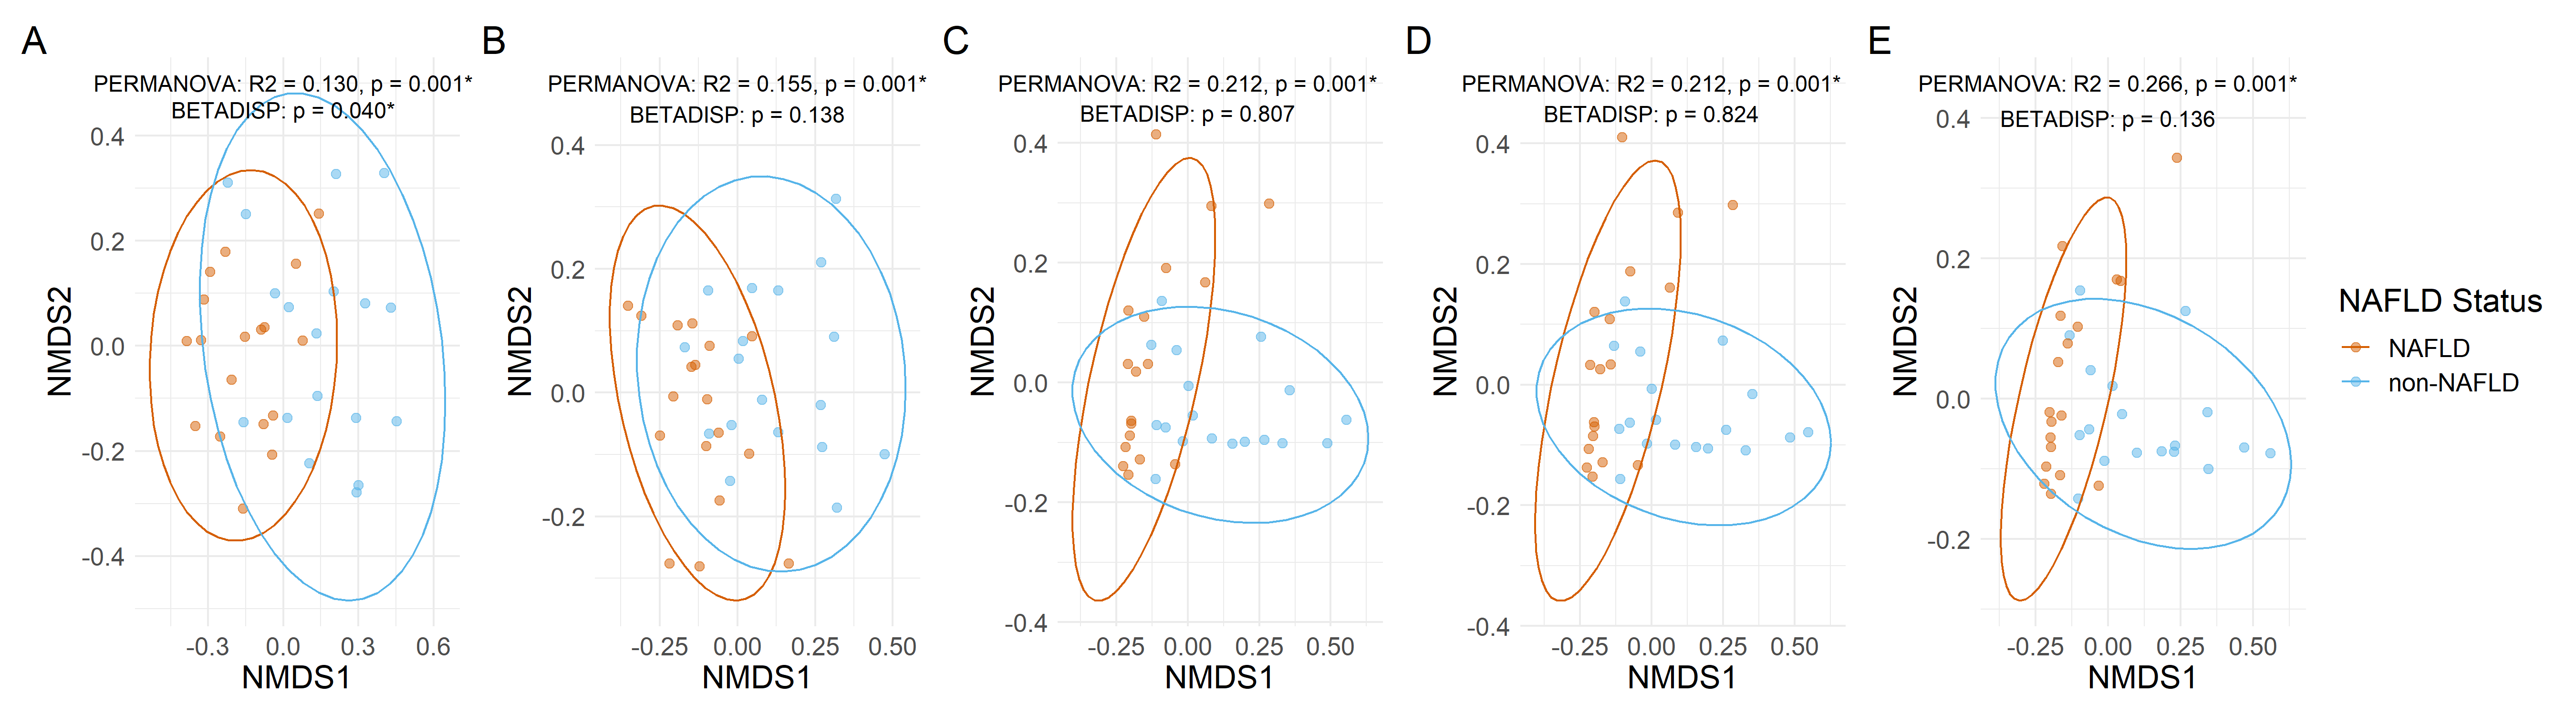 A
PERMANOVA: R2 = 0.130, p = 0.001*
BETADISP: p = 0.040*
NMDS2
0.4
0.2
0.0
-0.2
-0.4
-0.3 0.0 0.3 0.6
NMDS1
B
PERMANOVA: R2 = 0.155, p = 0.001*
BETADISP: p = 0.138
NMDS2
0.4
0.2
0.0
-0.2
-0.25 0.00 0.25 0.50
NMDS1
C
PERMANOVA: R2 = 0.212, p = 0.001*
BETADISP: p = 0.807
NMDS2
0.4
0.2
0.0
-0.2
-0.4
-0.25 0.00 0.25 0.50
NMDS1
D
PERMANOVA: R2 = 0.212, p = 0.001*
BETADISP: p = 0.824
NMDS2
0.4
0.2
0.0
-0.2
-0.4
-0.25 0.00 0.25 0.50
NMDS1
E
PERMANOVA: R2 = 0.266, p = 0.001*
BETADISP: p = 0.136
NMDS2
0.4
0.2
0.0
-0.2
-0.25 0.00 0.25 0.50
NMDS1
NAFLD Status
NAFLD
non-NAFLD